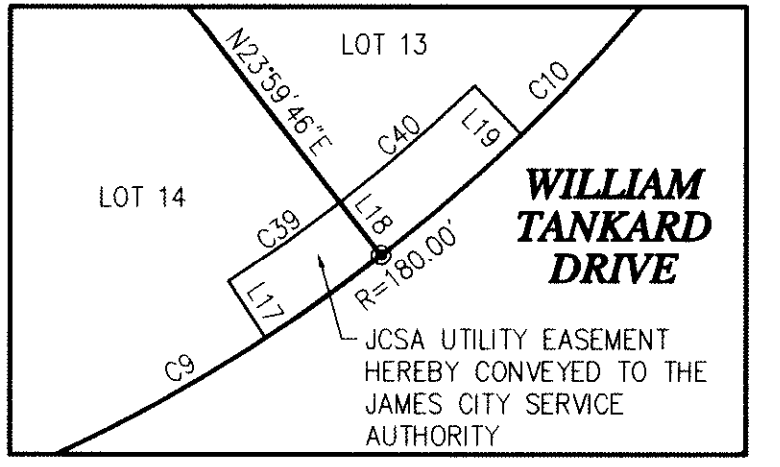 LOT 13
N23°59'46"E
C10
C40
L19
LOT 14
C39
L18
WILLIAM
TANKARD
DRIVE
R=180.00'
L17
C9
JCSA UTILITY EASEMENT
HEREBY CONVEYED TO THE
JAMES CITY SERVICE
AUTHORITY